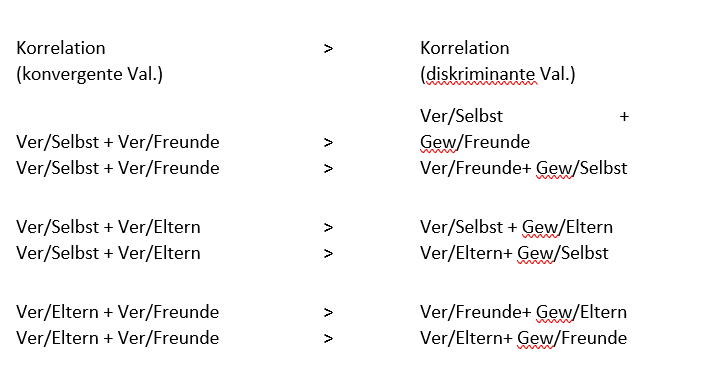 Korrelation > Korrelation
(konvergente Val.) (diskriminante Val.)
Ver/Selbst +
Ver/Selbst + Ver/Freunde > Gew/Freunde
Ver/Selbst + Ver/Freunde > Ver/Freunde+ Gew/Selbst
Ver/Selbst + Ver/Eltern > Ver/Selbst + Gew/Eltern
Ver/Selbst + Ver/Eltern > Ver/Eltern+ Gew/Selbst
Ver/Eltern + Ver/Freunde > Ver/Freunde+ Gew/Eltern
Ver/Eltern + Ver/Freunde > Ver/Eltern+ Gew/Freunde